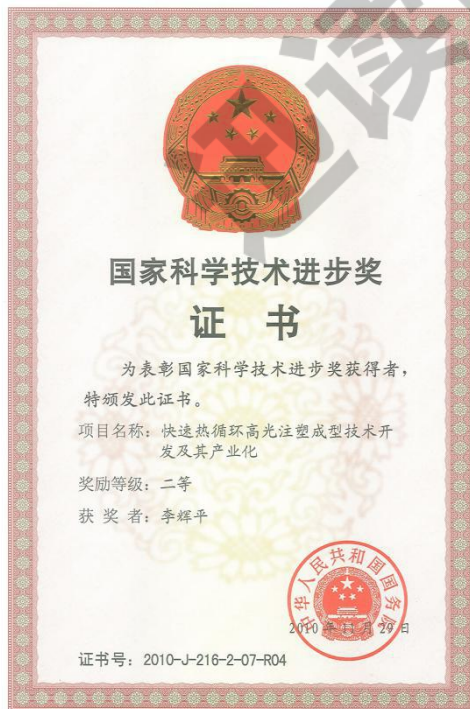 国家科学技术进步奖
证 书
为表彰国家科学技术进步奖获得者，
特颁发此证书。
项目名称：快速热循环高光注塑成型技术开
发及其产业化
奖励等级：二等
获 奖 者：李辉平
中华人民共和国国务院
2010 年 11 月 29 日
证书号：2010-J-216-2-07-R04